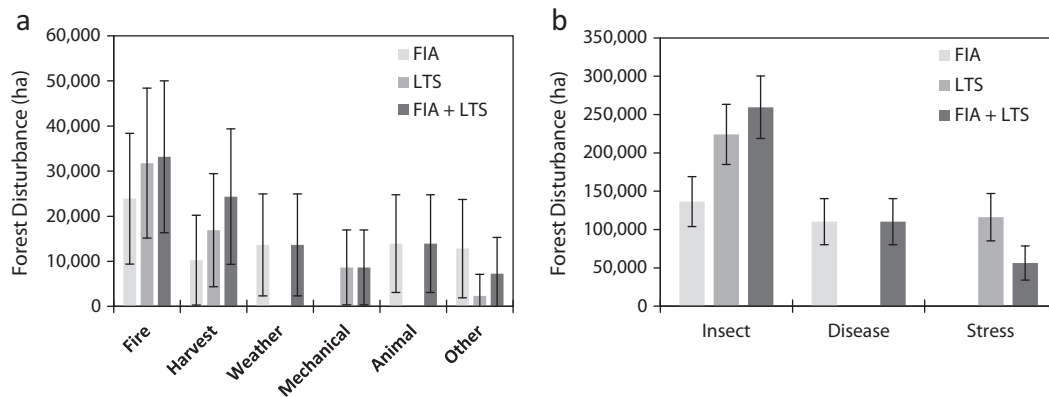 a
Forest Disturbance (ha)
60,000
50,000
40,000
30,000
20,000
10,000
0
FIA
LTS
FIA + LTS
Fire
Harvest
Weather
Mechanical
Animal
Other
b
Forest Disturbance (ha)
350,000
300,000
250,000
200,000
150,000
100,000
50,000
0
FIA
LTS
FIA + LTS
Insect
Disease
Stress